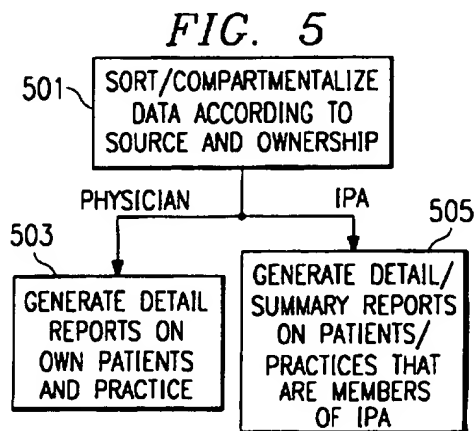 FIG. 5
501
SORT/COMPARTMENTALIZE
DATA ACCORDING TO
SOURCE AND OWNERSHIP
PHYSICIAN
IPA
503
GENERATE DETAIL
REPORTS ON
OWN PATIENTS
AND PRACTICE
505
GENERATE DETAIL/
SUMMARY REPORTS
ON PATIENTS/
PRACTICES THAT
ARE MEMBERS
OF IPA